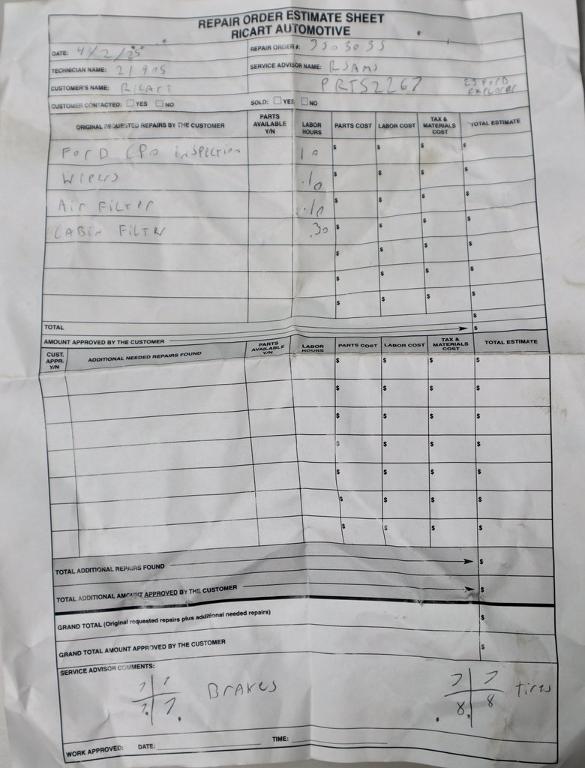 REPAIR ORDER ESTIMATE SHEET
RICART AUTOMOTIVE
DATE: 4/2/25 REPAIR ORDER #:
TECHNICIAN NAME: 21905 SERVICE ADVISOR NAME: RJAMS
CUSTOMER'S NAME: RICART PRTS2267
CUSTOMER CONTACTED: YES NO SOLD: YES NO
ORIGINAL REQUESTED REPAIRS BY THE CUSTOMER PARTS AVAILABLE Y/N LABOR HOURS PARTS COST LABOR COST TAX & MATERIALS COST TOTAL ESTIMATE
FORD CPO inSPECTION $ $ $ $
WIPERS .10 $ $ $ $
Air FILTER .10 $ $ $ $
CABIN FILTER .30 $ $ $ $
$ $ $ $
$ $ $ $
$ $ $ $
TOTAL $
AMOUNT APPROVED BY THE CUSTOMER $
CUST. APPR. Y/N ADDITIONAL NEEDED REPAIRS FOUND PARTS AVAILABLE Y/N LABOR HOURS PARTS COST LABOR COST TAX & MATERIALS COST TOTAL ESTIMATE
$ $ $ $
$ $ $ $
$ $ $ $
$ $ $ $
$ $ $ $
$ $ $ $
$ $ $ $
TOTAL ADDITIONAL REPAIRS FOUND $
TOTAL ADDITIONAL AMOUNT APPROVED BY THE CUSTOMER $
GRAND TOTAL (Original requested repairs plus additional needed repairs) $
GRAND TOTAL AMOUNT APPROVED BY THE CUSTOMER $
SERVICE ADVISOR COMMENTS:
7 7 BRAKES 7 7 tires
7 7 8 8
WORK APPROVED: DATE: TIME: